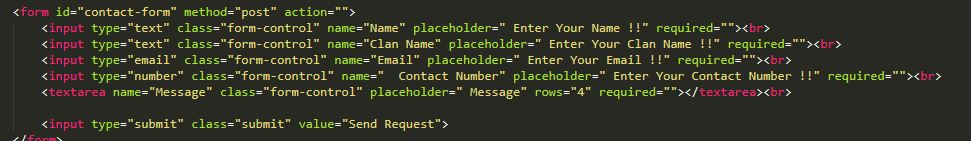 <form id="contact-form" method="post" action="">
<input type="text" class="form-control" name="Name" placeholder=" Enter Your Name !!" required=""><br>
<input type="text" class="form-control" name="Clan Name" placeholder=" Enter Your Clan Name !!" required=""><br>
<input type="email" class="form-control" name="Email" placeholder=" Enter Your Email !!" required=""><br>
<input type="number" class="form-control" name="  Contact Number" placeholder=" Enter Your Contact Number !!" required=""><br>
<textarea name="Message" class="form-control" placeholder=" Message" rows="4" required=""></textarea><br>
<input type="submit" class="submit" value="Send Request">
</form>